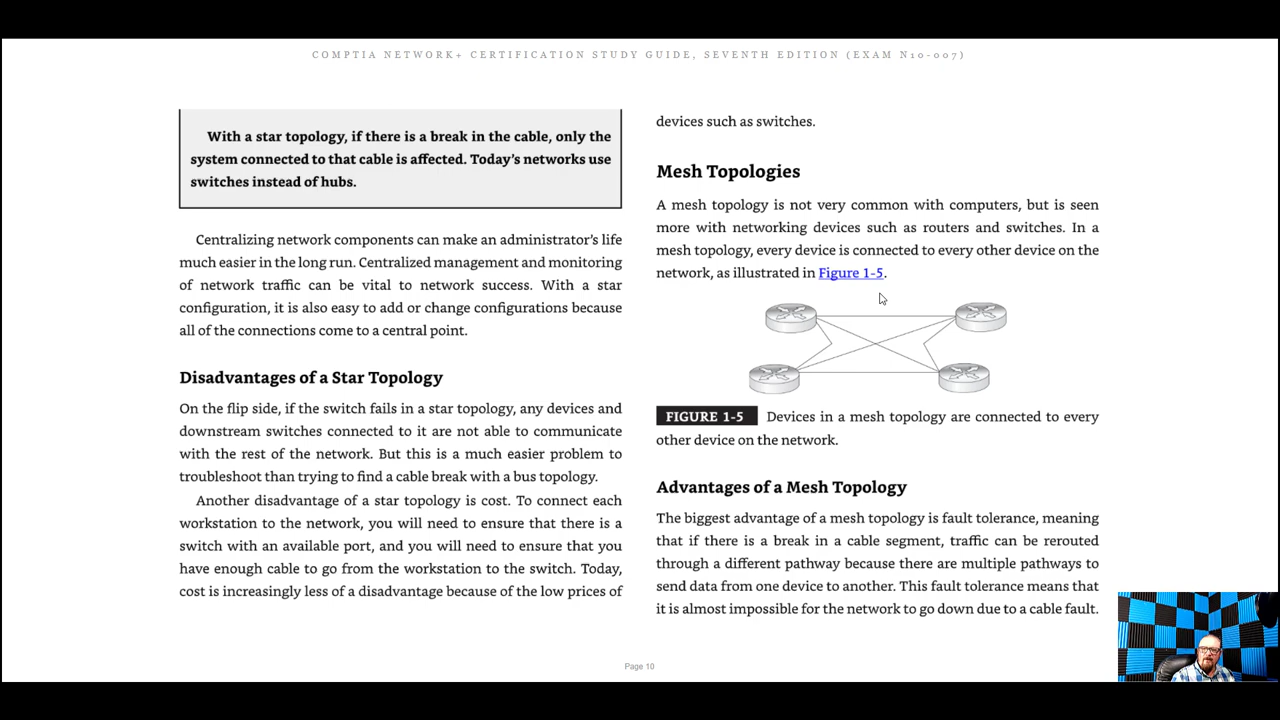 COMPTIA NETWORK+ CERTIFICATION STUDY GUIDE, SEVENTH EDITION (EXAM N10-007)
With a star topology, if there is a break in the cable, only the
system connected to that cable is affected. Today's networks use
switches instead of hubs.
Centralizing network components can make an administrator's life
much easier in the long run. Centralized management and monitoring
of network traffic can be vital to network success. With a star
configuration, it is also easy to add or change configurations because
all of the connections come to a central point.
Disadvantages of a Star Topology
On the flip side, if the switch fails in a star topology, any devices and
downstream switches connected to it are not able to communicate
with the rest of the network. But this is a much easier problem to
troubleshoot than trying to find a cable break with a bus topology.
Another disadvantage of a star topology is cost. To connect each
workstation to the network, you will need to ensure that there is a
switch with an available port, and you will need to ensure that you
have enough cable to go from the workstation to the switch. Today,
cost is increasingly less of a disadvantage because of the low prices of
devices such as switches.
Mesh Topologies
A mesh topology is not very common with computers, but is seen
more with networking devices such as routers and switches. In a
mesh topology, every device is connected to every other device on the
network, as illustrated in Figure 1-5.
FIGURE 1-5 Devices in a mesh topology are connected to every
other device on the network.
Advantages of a Mesh Topology
The biggest advantage of a mesh topology is fault tolerance, meaning
that if there is a break in a cable segment, traffic can be rerouted
through a different pathway because there are multiple pathways to
send data from one device to another. This fault tolerance means that
it is almost impossible for the network to go down due to a cable fault.
Page 10